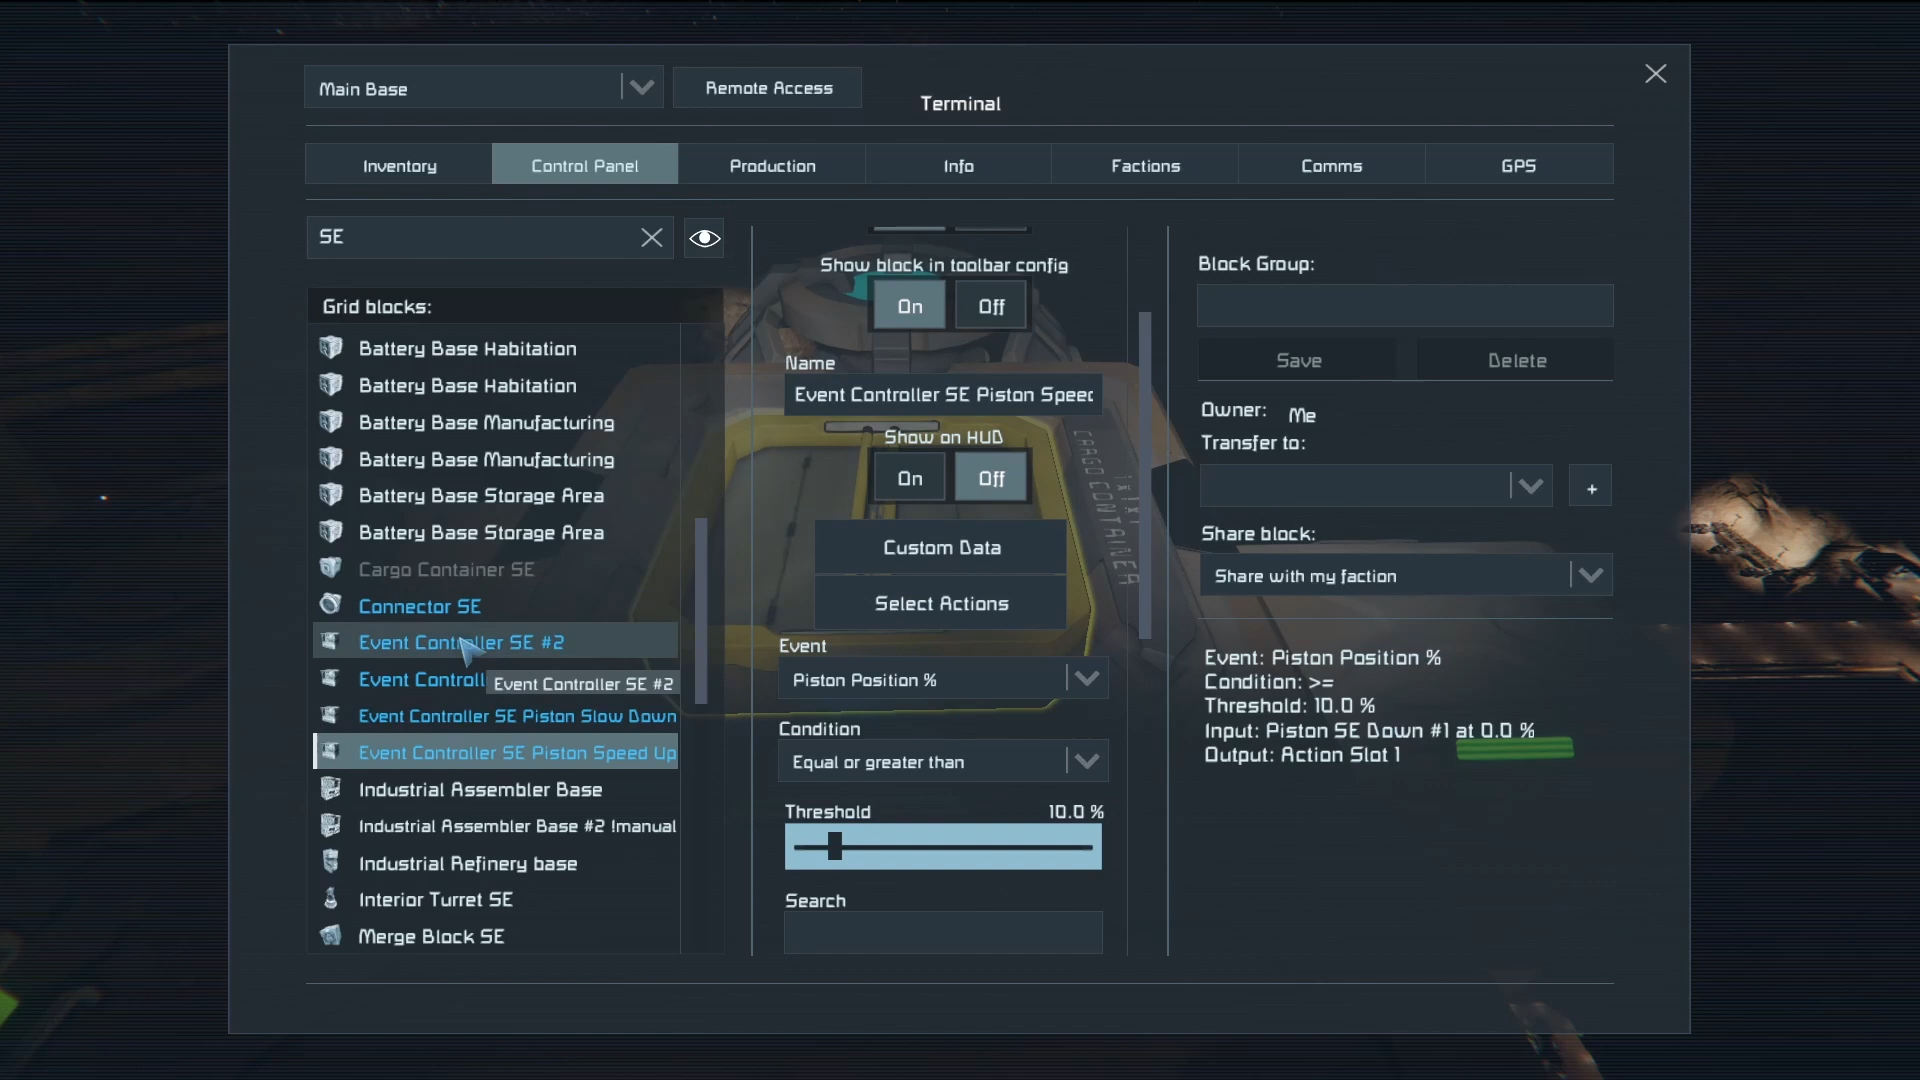 Main Base
Remote Access
Terminal
Inventory
Control Panel
Production
Info
Factions
Comms
GPS
SE
Grid blocks:
Battery Base Habitation
Battery Base Habitation
Battery Base Manufacturing
Battery Base Manufacturing
Battery Base Storage Area
Battery Base Storage Area
Cargo Container SE
Connector SE
Event Controller SE #2
Event Controll
Event Controller SE #2
Event Controller SE Piston Slow Down
Event Controller SE Piston Speed Up
Industrial Assembler Base
Industrial Assembler Base #2 !manual
Industrial Refinery base
Interior Turret SE
Merge Block SE
Show block in toolbar config
On
Off
Name
Event Controller SE Piston Speed
Show on HUD
On
Off
Custom Data
Select Actions
Event
Piston Position %
Condition
Equal or greater than
Threshold
10.0 %
Search
CARGO CONTAINER
Block Group:
Save
Delete
Owner: Me
Transfer to:
+
Share block:
Share with my faction
Event: Piston Position %
Condition: >=
Threshold: 10.0 %
Input: Piston SE Down #1 at 0.0 %
Output: Action Slot 1